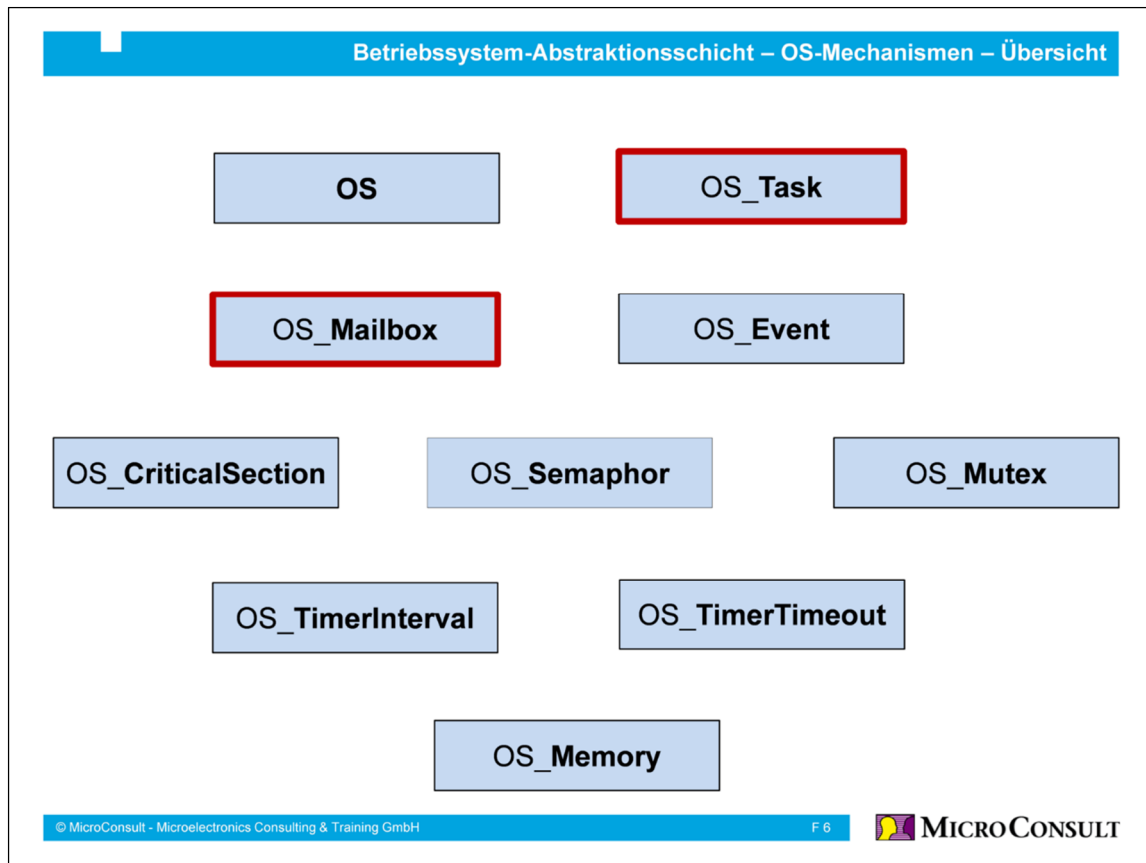 Betriebssystem-Abstraktionsschicht – OS-Mechanismen – Übersicht
OS
OS_Task
OS_Mailbox
OS_Event
OS_CriticalSection
OS_Semaphor
OS_Mutex
OS_TimerInterval
OS_TimerTimeout
OS_Memory
© MicroConsult - Microelectronics Consulting & Training GmbH
F 6
MICROCONSULT